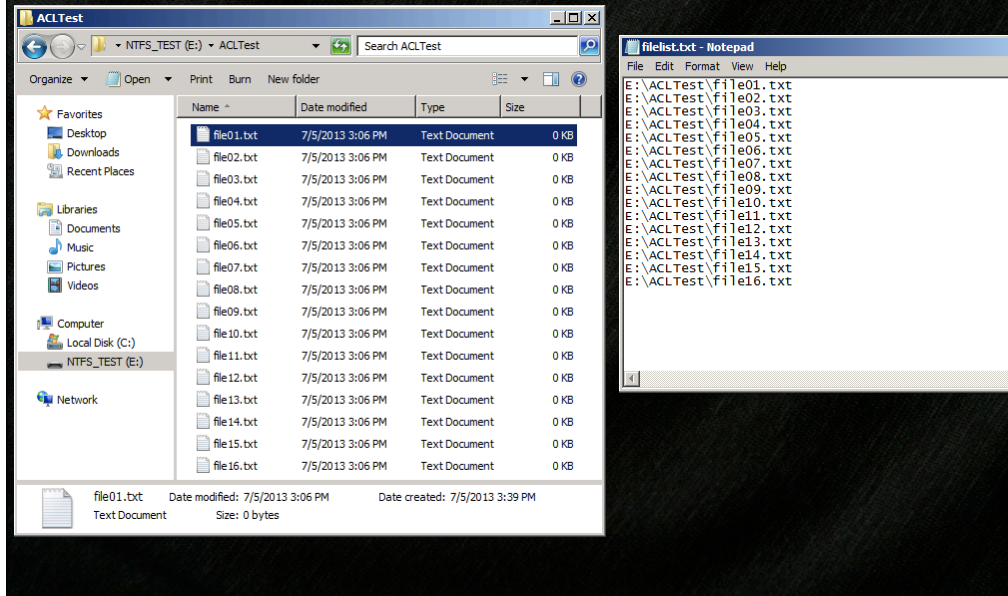 ACLTest
NTFS_TEST (E:) ACLTest Search ACLTest
Organize Open Print Burn New folder
Favorites
Desktop
Downloads
Recent Places
Libraries
Documents
Music
Pictures
Videos
Computer
Local Disk (C:)
NTFS_TEST (E:)
Network
Name Date modified Type Size
file01.txt 7/5/2013 3:06 PM Text Document 0 KB
file02.txt 7/5/2013 3:06 PM Text Document 0 KB
file03.txt 7/5/2013 3:06 PM Text Document 0 KB
file04.txt 7/5/2013 3:06 PM Text Document 0 KB
file05.txt 7/5/2013 3:06 PM Text Document 0 KB
file06.txt 7/5/2013 3:06 PM Text Document 0 KB
file07.txt 7/5/2013 3:06 PM Text Document 0 KB
file08.txt 7/5/2013 3:06 PM Text Document 0 KB
file09.txt 7/5/2013 3:06 PM Text Document 0 KB
file10.txt 7/5/2013 3:06 PM Text Document 0 KB
file11.txt 7/5/2013 3:06 PM Text Document 0 KB
file12.txt 7/5/2013 3:06 PM Text Document 0 KB
file13.txt 7/5/2013 3:06 PM Text Document 0 KB
file14.txt 7/5/2013 3:06 PM Text Document 0 KB
file15.txt 7/5/2013 3:06 PM Text Document 0 KB
file16.txt 7/5/2013 3:06 PM Text Document 0 KB
file01.txt Date modified: 7/5/2013 3:06 PM Date created: 7/5/2013 3:39 PM
Text Document Size: 0 bytes
filelist.txt - Notepad
File Edit Format View Help
E:\ACLTest\file01.txt
E:\ACLTest\file02.txt
E:\ACLTest\file03.txt
E:\ACLTest\file04.txt
E:\ACLTest\file05.txt
E:\ACLTest\file06.txt
E:\ACLTest\file07.txt
E:\ACLTest\file08.txt
E:\ACLTest\file09.txt
E:\ACLTest\file10.txt
E:\ACLTest\file11.txt
E:\ACLTest\file12.txt
E:\ACLTest\file13.txt
E:\ACLTest\file14.txt
E:\ACLTest\file15.txt
E:\ACLTest\file16.txt